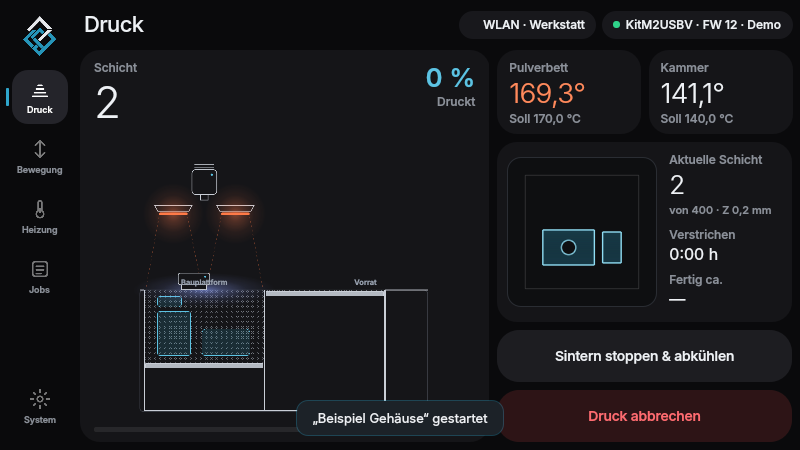 Druck
WLAN · Werkstatt
KitM2USBV · FW 12 · Demo
Druck
Bewegung
Heizung
Jobs
System
Schicht
2
0 %
Druckt
Bauplattform
Vorrat
Pulverbett
169,3°
Soll 170,0 °C
Kammer
141,1°
Soll 140,0 °C
Aktuelle Schicht
2
von 400 · Z 0,2 mm
Verstrichen
0:00 h
Fertig ca.
—
Sintern stoppen & abkühlen
Druck abbrechen
„Beispiel Gehäuse“ gestartet